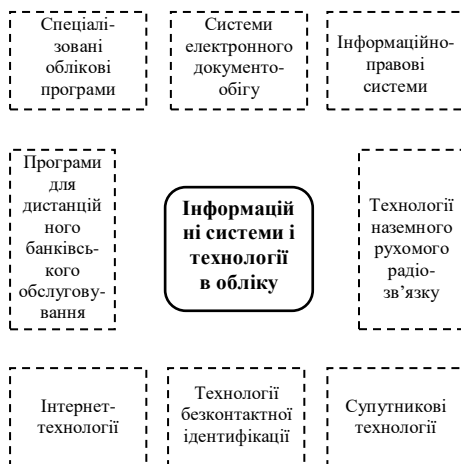 Спеціалі-
зовані
облікові
програми
Системи
електронного
документо-
обігу
Інформаційно-
правові
системи
Програми
для
дистанцій
ного
банківсь-
кого
обслугову-
вання
Інформацій
ні системи і
технології
в обліку
Технології
наземного
рухомого
радіо-
зв’язку
Інтернет-
технології
Технології
безконтактної
ідентифікації
Супутникові
технології